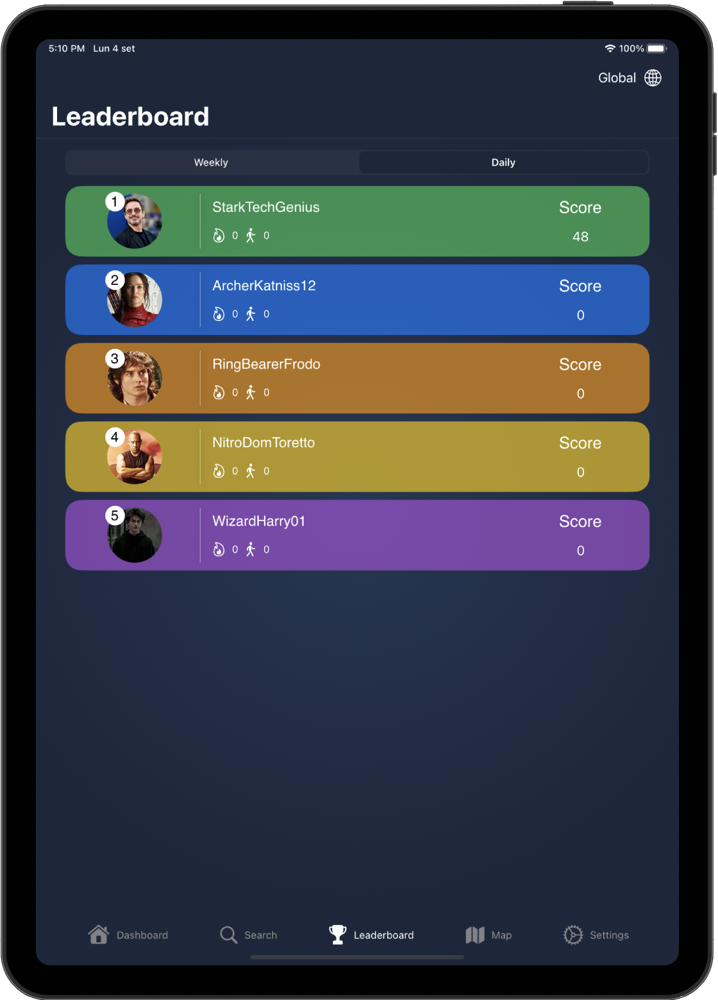 5:10 PM Lun 4 set 100%
Global
Leaderboard
Weekly Daily
1 StarkTechGenius Score
0 0 48
2 ArcherKatniss12 Score
0 0 0
3 RingBearerFrodo Score
0 0 0
4 NitroDomToretto Score
0 0 0
5 WizardHarry01 Score
0 0 0
Dashboard Search Leaderboard Map Settings